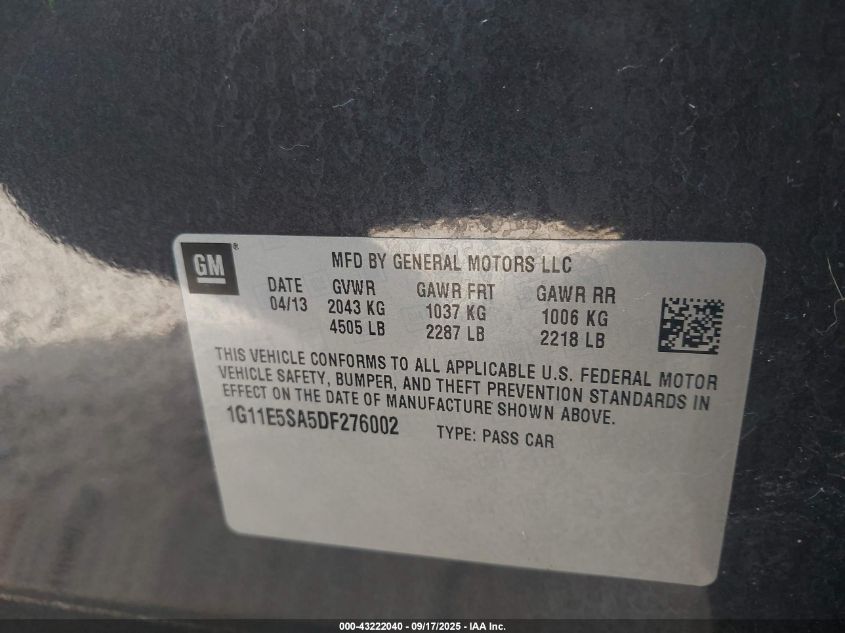 GM®
MFD BY GENERAL MOTORS LLC
DATE GVWR GAWR FRT GAWR RR
04/13 2043 KG 1037 KG 1006 KG
4505 LB 2287 LB 2218 LB
THIS VEHICLE CONFORMS TO ALL APPLICABLE U.S. FEDERAL MOTOR
VEHICLE SAFETY, BUMPER, AND THEFT PREVENTION STANDARDS IN
EFFECT ON THE DATE OF MANUFACTURE SHOWN ABOVE.
1G11E5SA5DF276002 TYPE: PASS CAR
000-43222040 - 09/17/2025 - IAA Inc.